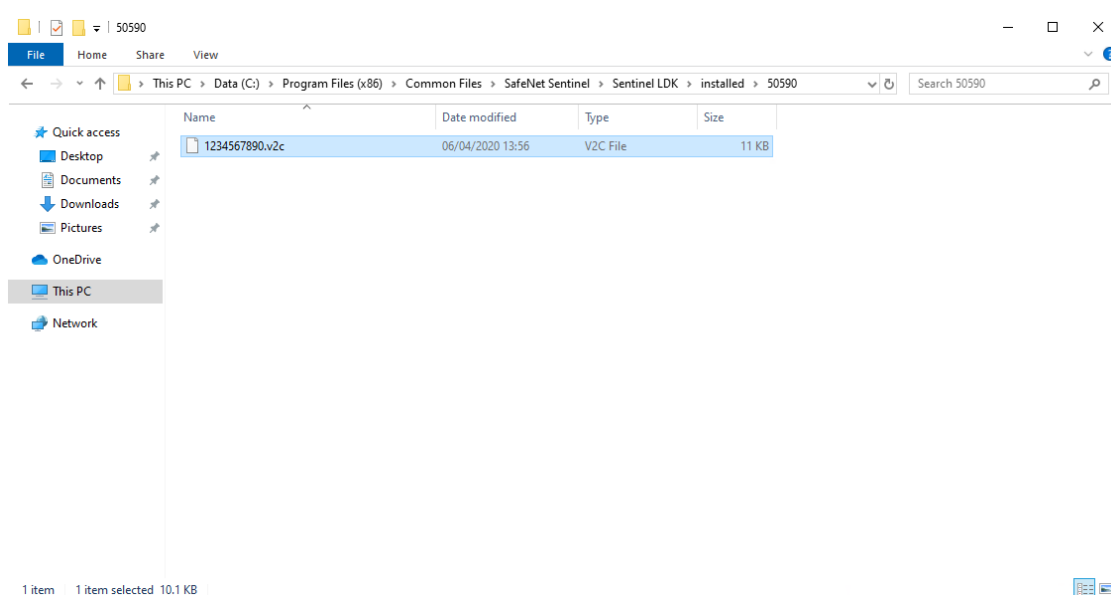 50590
File Home Share View
This PC > Data (C:) > Program Files (x86) > Common Files > SafeNet Sentinel > Sentinel LDK > installed > 50590
Search 50590
Name Date modified Type Size
1234567890.v2c 06/04/2020 13:56 V2C File 11 KB
Quick access
Desktop
Documents
Downloads
Pictures
OneDrive
This PC
Network
1 item 1 item selected 10.1 KB